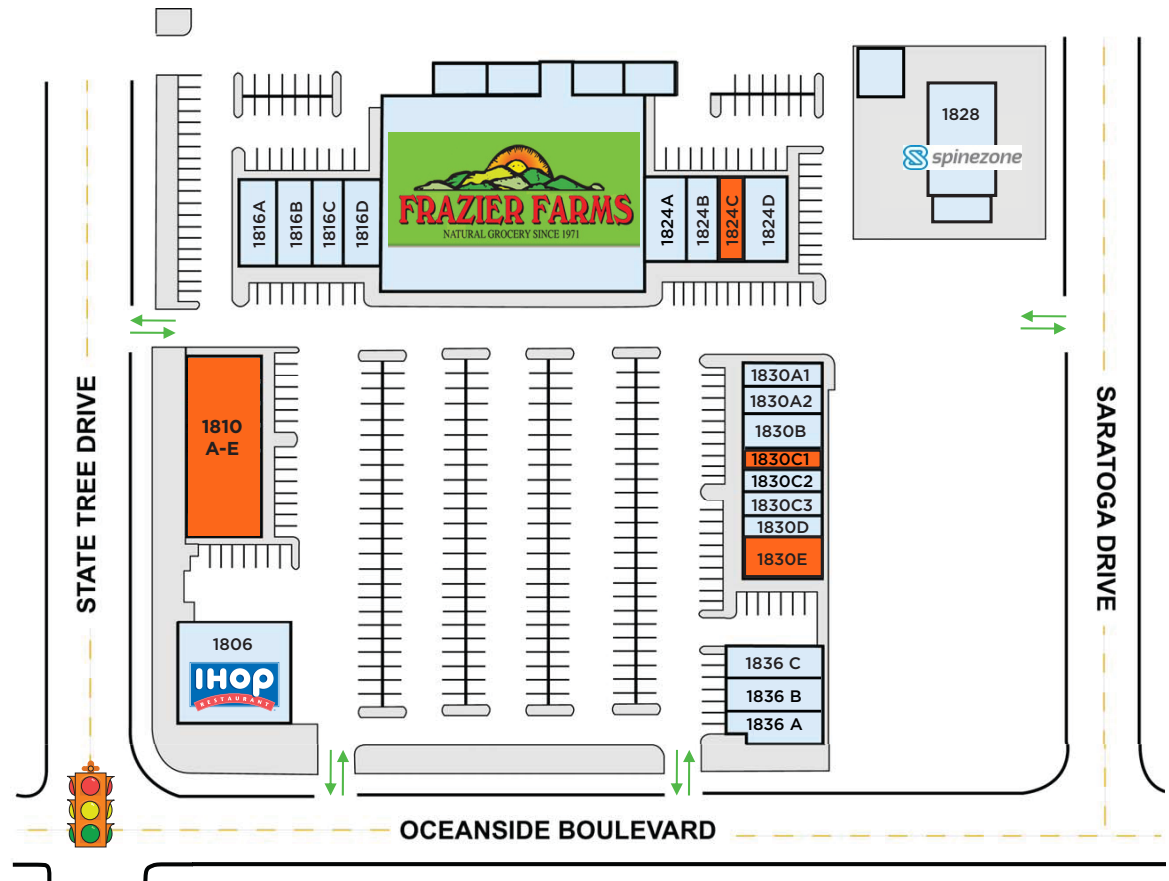 1828
spinezone
FRAZIER FARMS
NATURAL GROCERY SINCE 1971
1816A
1816B
1816C
1816D
1824A
1824B
1824C
1824D
STATE TREE DRIVE
1810
A-E
1830A1
1830A2
1830B
1830C1
1830C2
1830C3
1830D
1830E
SARATOGA DRIVE
1806
IHOP
RESTAURANT
1836 C
1836 B
1836 A
OCEANSIDE BOULEVARD